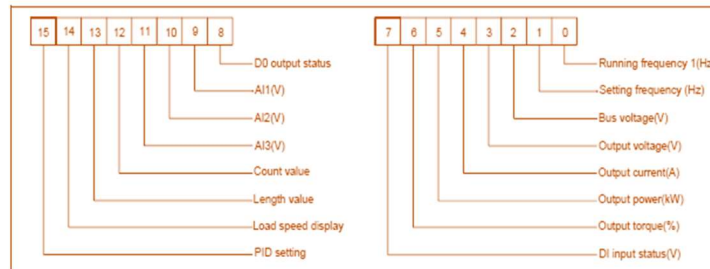 15 14 13 12 11 10 9 8
D0 output status
AI1(V)
AI2(V)
AI3(V)
Count value
Length value
Load speed display
PID setting
7 6 5 4 3 2 1 0
Running frequency 1(Hz
Setting frequency (Hz)
Bus voltage(V)
Output voltage(V)
Output current(A)
Output power(kW)
Output torque(%)
DI input status(V)